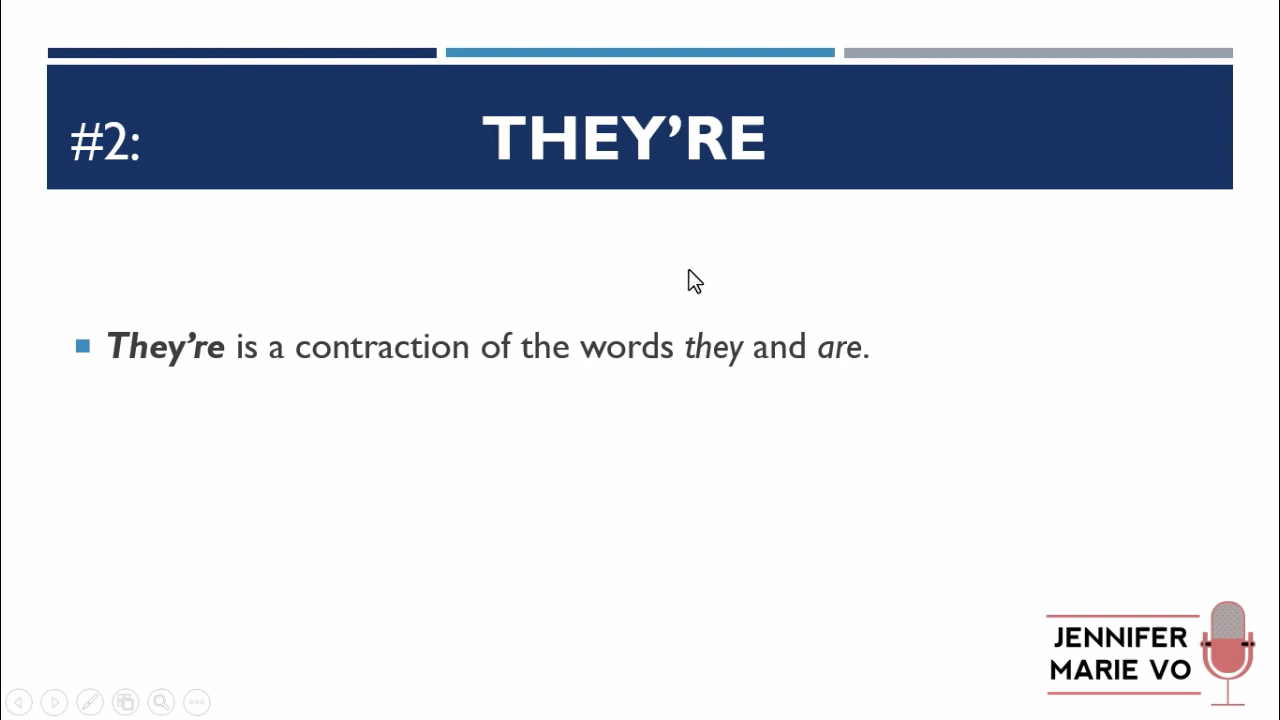 #2: THEY’RE
They’re is a contraction of the words they and are.
JENNIFER
MARIE VO